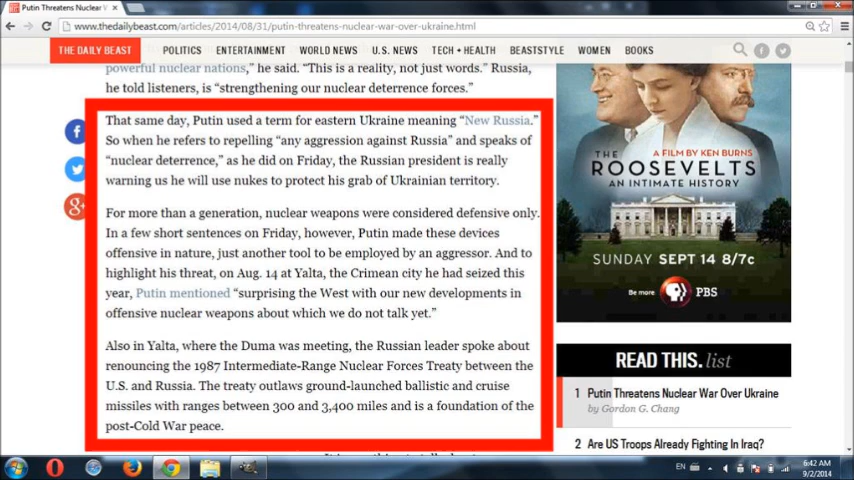 Putin Threatens Nuclear War
www.thedailybeast.com/articles/2014/08/31/putin-threatens-nuclear-war-over-ukraine.html
THE DAILY BEAST
POLITICS
ENTERTAINMENT
WORLD NEWS
U.S. NEWS
TECH + HEALTH
BEASTSTYLE
WOMEN
BOOKS
powerful nuclear nations,” he said. “This is a reality, not just words.” Russia,
he told listeners, is “strengthening our nuclear deterrence forces.”
That same day, Putin used a term for eastern Ukraine meaning “New Russia.”
So when he refers to repelling “any aggression against Russia” and speaks of
“nuclear deterrence,” as he did on Friday, the Russian president is really
warning us he will use nukes to protect his grab of Ukrainian territory.
For more than a generation, nuclear weapons were considered defensive only.
In a few short sentences on Friday, however, Putin made these devices
offensive in nature, just another tool to be employed by an aggressor. And to
highlight his threat, on Aug. 14 at Yalta, the Crimean city he had seized this
year, Putin mentioned “surprising the West with our new developments in
offensive nuclear weapons about which we do not talk yet.”
Also in Yalta, where the Duma was meeting, the Russian leader spoke about
renouncing the 1987 Intermediate-Range Nuclear Forces Treaty between the
U.S. and Russia. The treaty outlaws ground-launched ballistic and cruise
missiles with ranges between 300 and 3,400 miles and is a foundation of the
post-Cold War peace.
A FILM BY KEN BURNS
THE
ROOSEVELTS
AN INTIMATE HISTORY
SUNDAY SEPT 14 8/7c
Be more
PBS
READ THIS. list
1 Putin Threatens Nuclear War Over Ukraine
by Gordon G. Chang
2 Are US Troops Already Fighting In Iraq?
EN
6:42 AM
9/2/2014